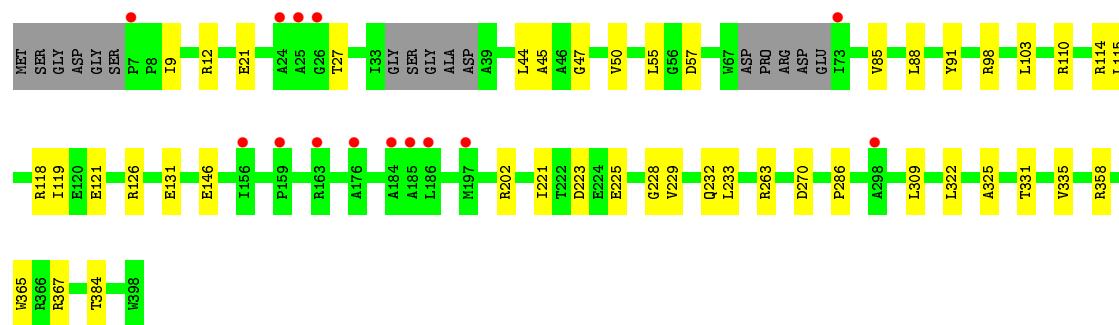 MET SER GLY ASP GLY SER P7 P8 I9 R12 E21 A24 A25 G26 T27 I33 GLY SER GLY ALA ASP A39 L44 A45 A46 G47 V50 L55 G56 D57 W67 ASP PRO ARG ASP GLU I73 V85 L88 Y91 R98 L103 R110 R114
R118 I119 E120 E121 R126 E131 E146 I156 P159 R163 A176 A184 A185 L186 M197 R202 I221 T222 D223 E224 E225 G228 V229 Q232 L233 R263 D270 P286 A298 L309 L322 A325 T331 V335 R358
W365 R366 R367 T384 W398